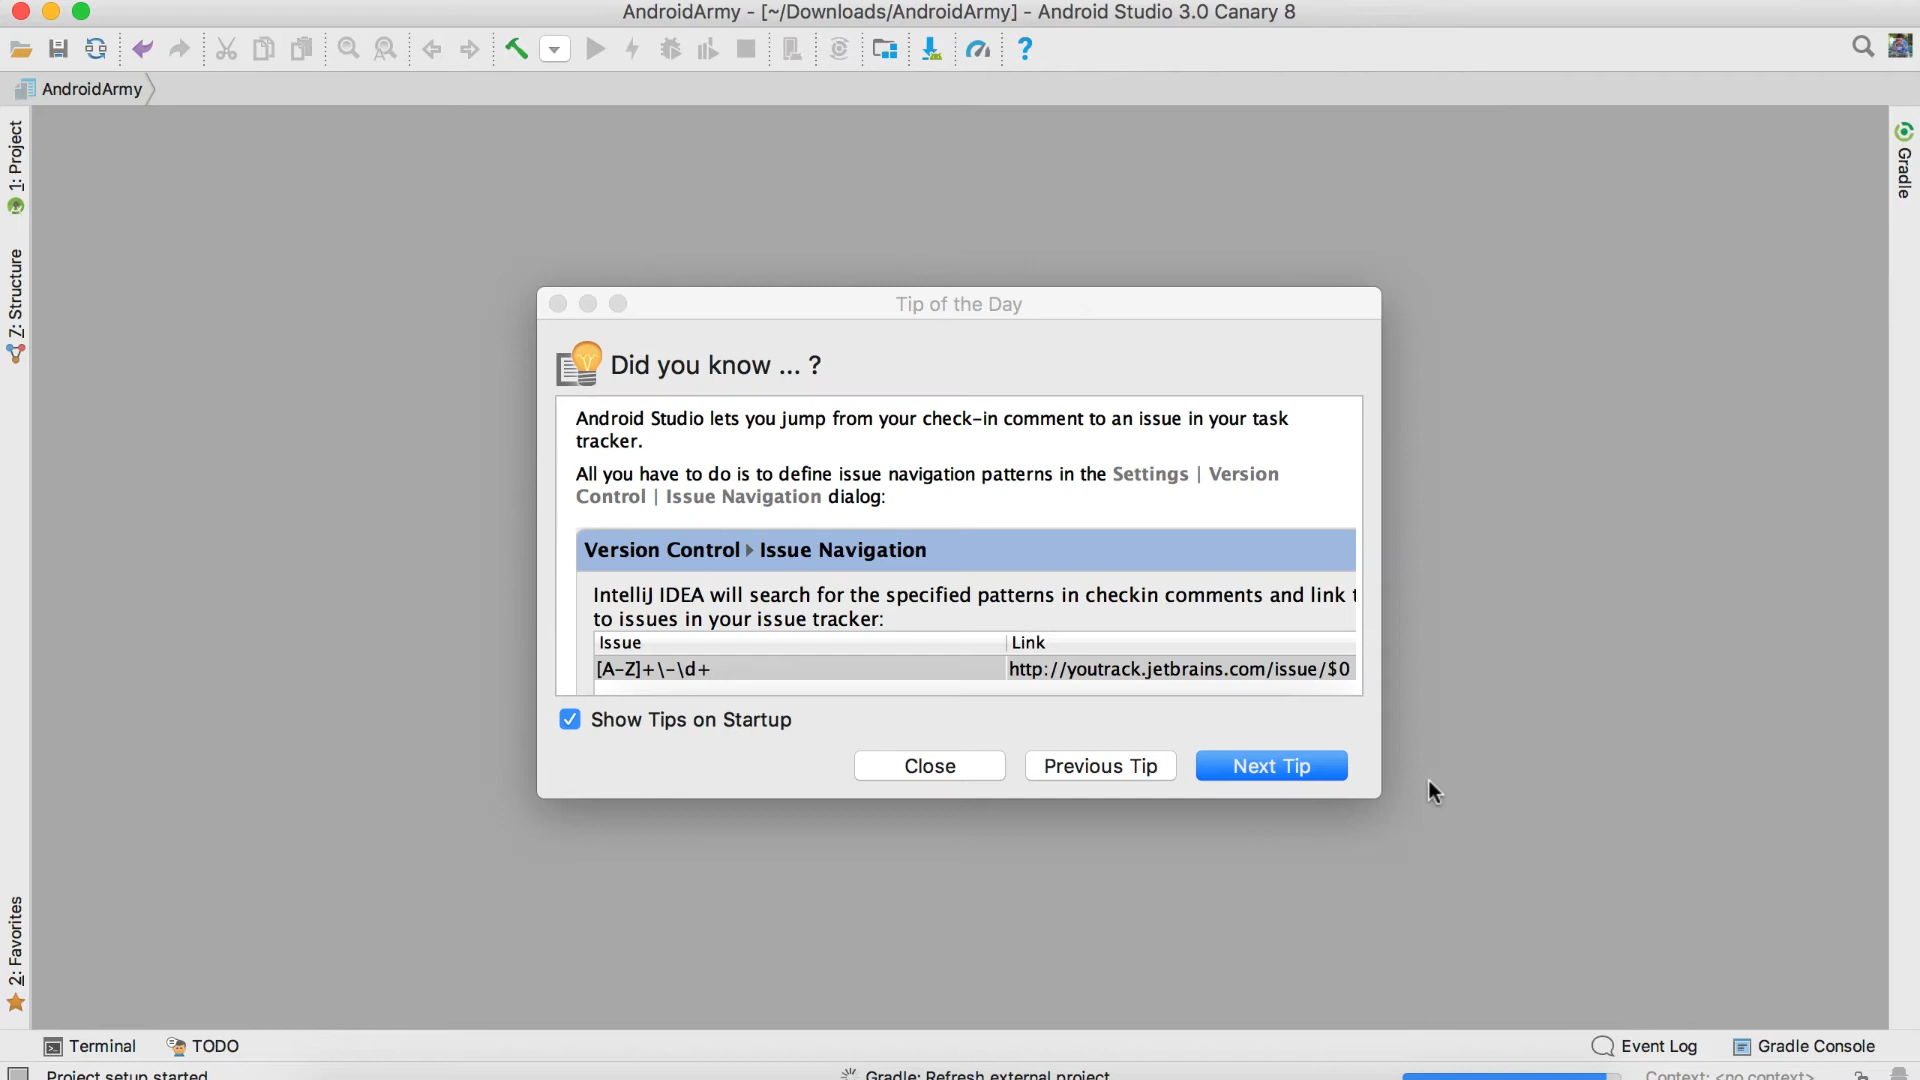 AndroidArmy - [~/Downloads/AndroidArmy] - Android Studio 3.0 Canary 8
AndroidArmy
1: Project
7: Structure
2: Favorites
Gradle
Tip of the Day
Did you know ... ?
Android Studio lets you jump from your check-in comment to an issue in your task
tracker.
All you have to do is to define issue navigation patterns in the Settings | Version
Control | Issue Navigation dialog:
Version Control Issue Navigation
IntelliJ IDEA will search for the specified patterns in checkin comments and link t
to issues in your issue tracker:
Issue Link
[A-Z]+\-\d+ http://youtrack.jetbrains.com/issue/$0
Show Tips on Startup
Close Previous Tip Next Tip
Terminal TODO Event Log Gradle Console
Project setup started Gradle: Refresh external project Context: <no context>